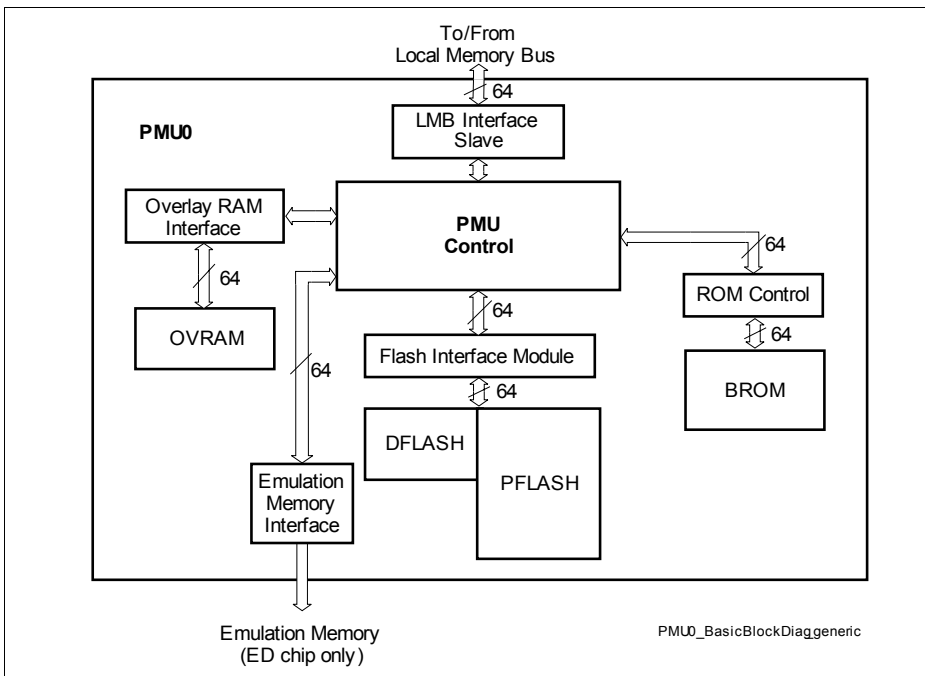 To/From
Local Memory Bus
64
LMB Interface
Slave
PMU0
Overlay RAM
Interface
PMU
Control
64
64
ROM Control
64
OVRAM
64
Flash Interface Module
64
64
BROM
DFLASH
PFLASH
Emulation
Memory
Interface
Emulation Memory
(ED chip only)
PMU0_BasicBlockDiag_generic